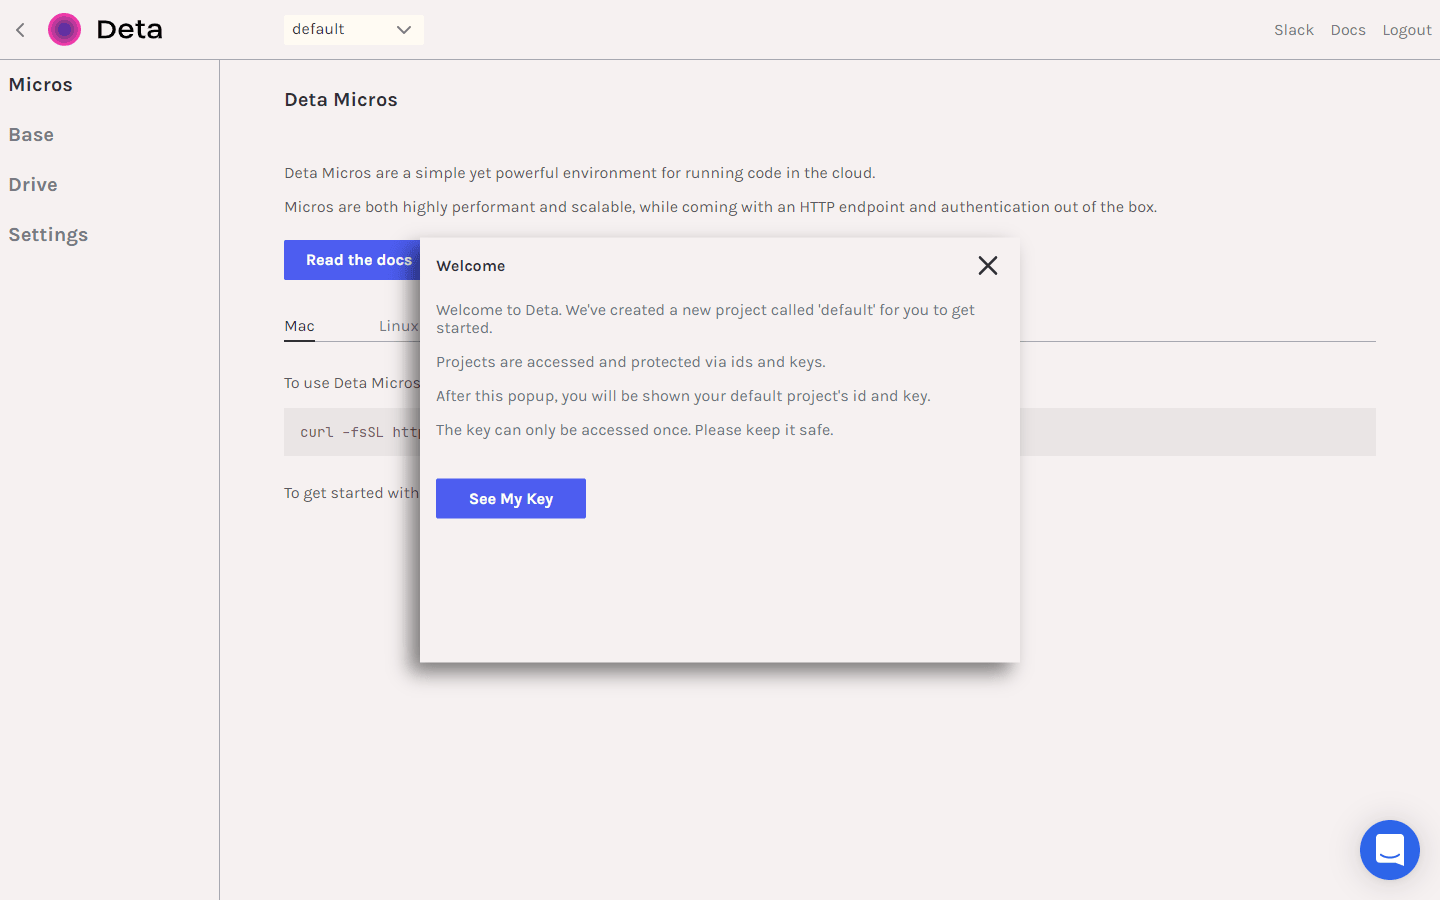 Deta
default
Slack Docs Logout
Micros
Base
Drive
Settings
Deta Micros
Deta Micros are a simple yet powerful environment for running code in the cloud.
Micros are both highly performant and scalable, while coming with an HTTP endpoint and authentication out of the box.
Read the docs
Mac Linux
To use Deta Micros
curl -fsSL http
To get started with
Welcome
Welcome to Deta. We've created a new project called 'default' for you to get
started.
Projects are accessed and protected via ids and keys.
After this popup, you will be shown your default project's id and key.
The key can only be accessed once. Please keep it safe.
See My Key